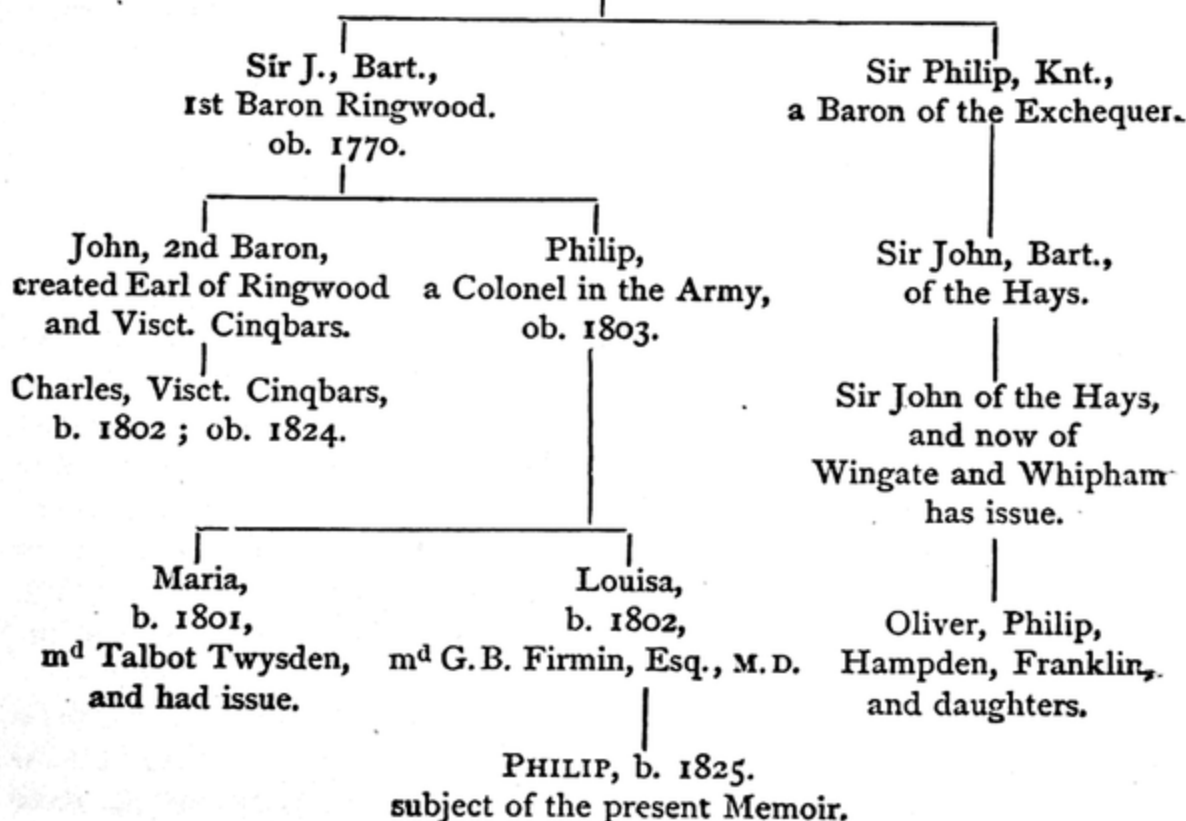 Sir J., Bart.,
1st Baron Ringwood.
ob. 1770.
Sir Philip, Knt.,
a Baron of the Exchequer.
John, 2nd Baron,
created Earl of Ringwood
and Visct. Cinqbars.
Philip,
a Colonel in the Army,
ob. 1803.
Sir John, Bart.,
of the Hays.
Charles, Visct. Cinqbars,
b. 1802 ; ob. 1824.
Sir John of the Hays,
and now of
Wingate and Whipham
has issue.
Maria,
b. 1801,
mᵈ Talbot Twysden,
and had issue.
Louisa,
b. 1802,
mᵈ G. B. Firmin, Esq., M.D.
Oliver, Philip,
Hampden, Franklin,
and daughters.
PHILIP, b. 1825.
subject of the present Memoir.